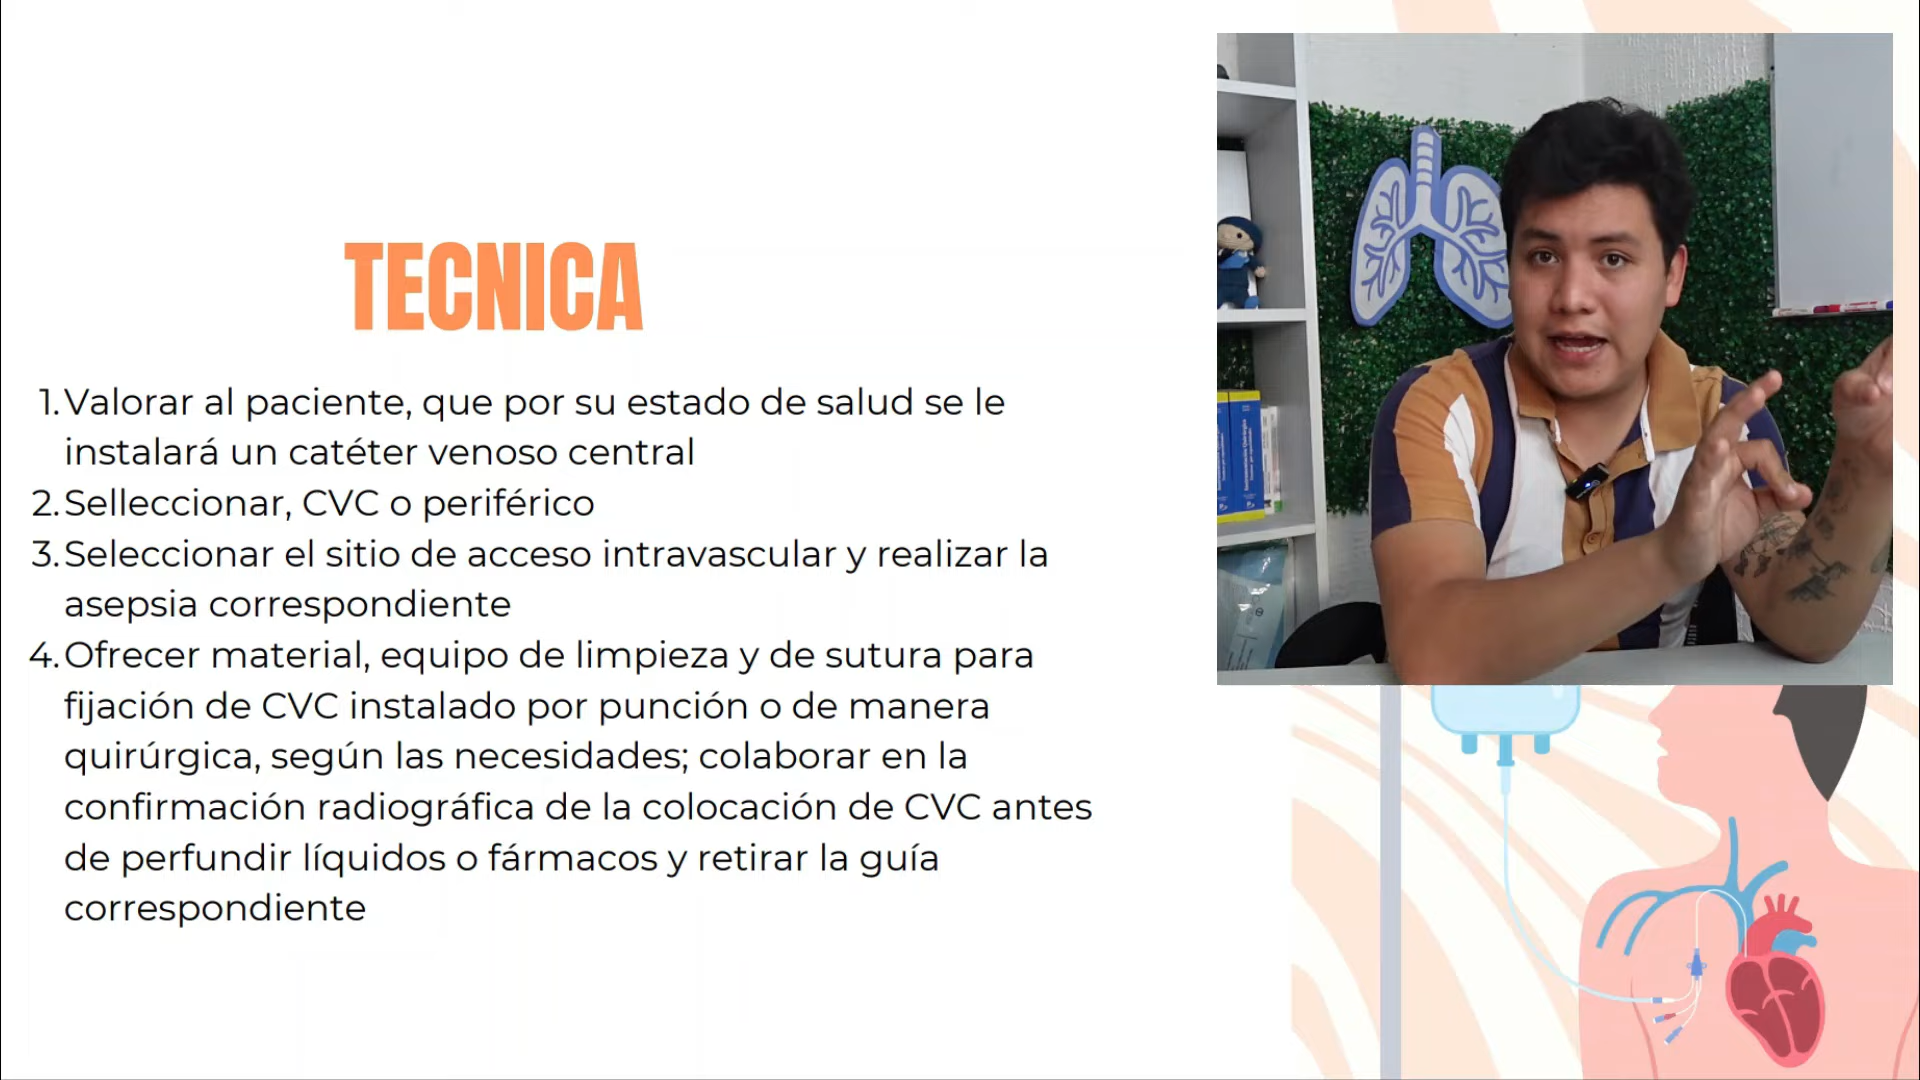 TECNICA
1. Valorar al paciente, que por su estado de salud se le
instalará un catéter venoso central
2. Selleccionar, CVC o periférico
3. Seleccionar el sitio de acceso intravascular y realizar la
asepsia correspondiente
4. Ofrecer material, equipo de limpieza y de sutura para
fijación de CVC instalado por punción o de manera
quirúrgica, según las necesidades; colaborar en la
confirmación radiográfica de la colocación de CVC antes
de perfundir líquidos o fármacos y retirar la guía
correspondiente